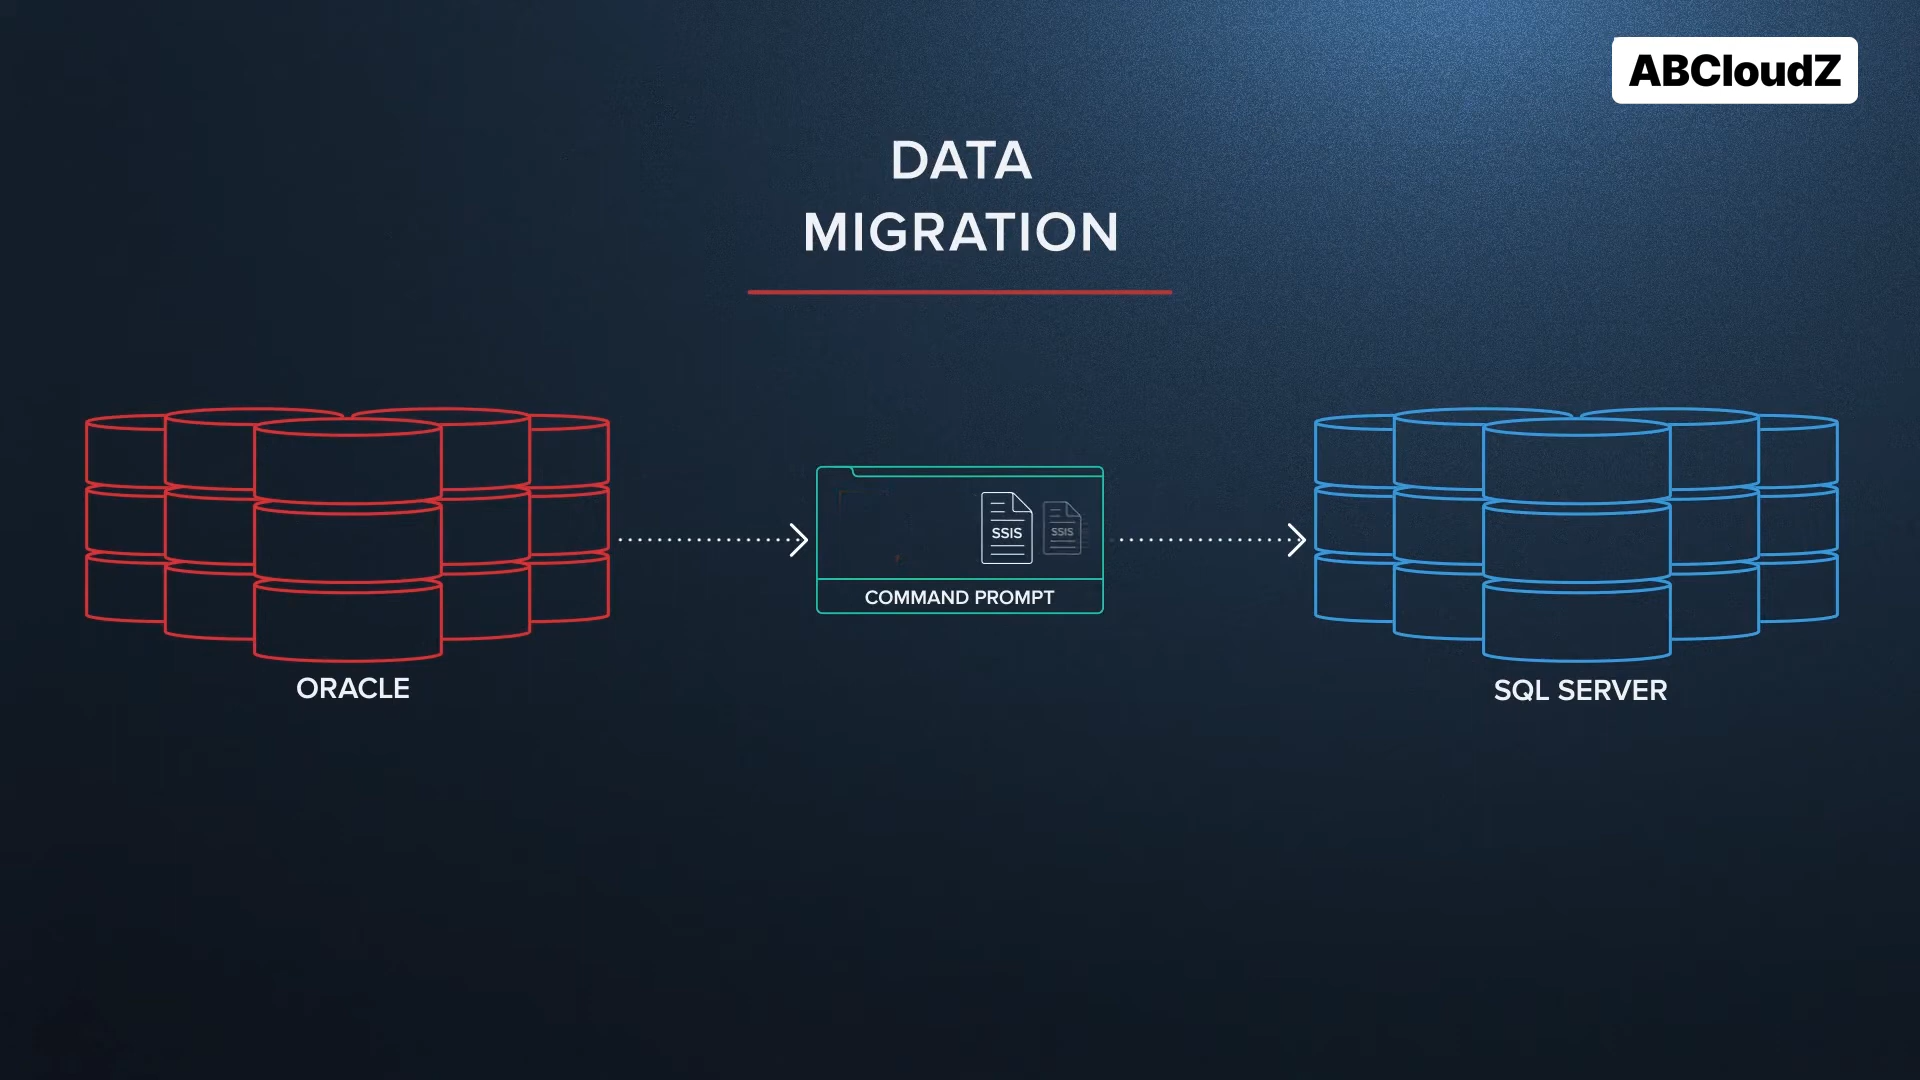 ABCloudZ
DATA
MIGRATION
SSIS
SSIS
COMMAND PROMPT
ORACLE
SQL SERVER